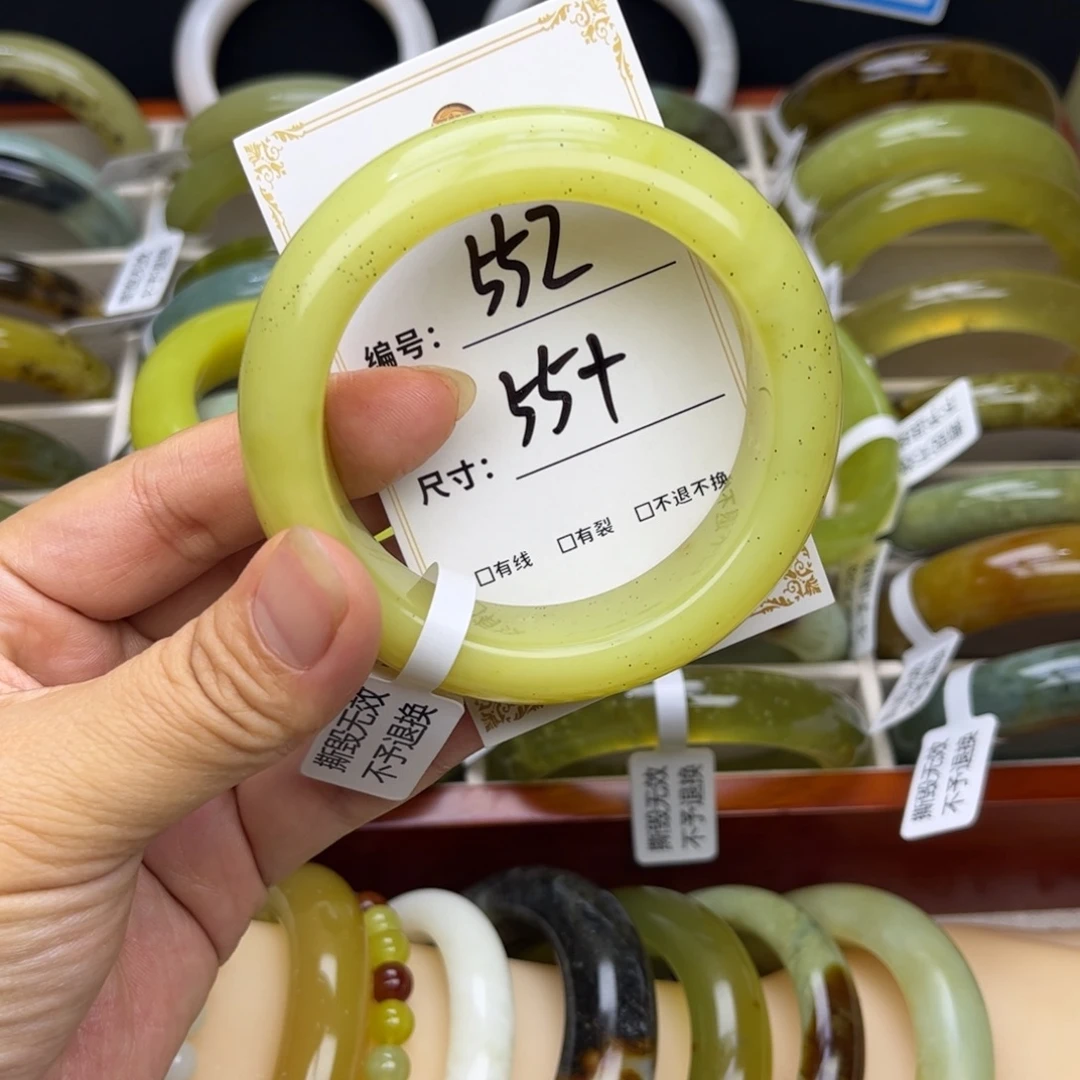 编号： 552
尺寸： 55+
□有线 □有裂 □不退不换
撕毁无效
不予退换
撕毁无效
不予退换
撕毁无效
不予退换